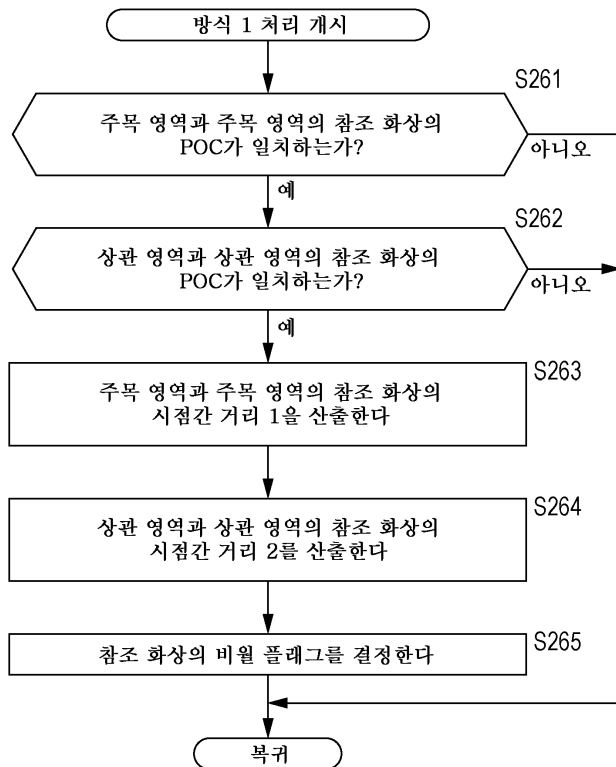 방식 1 처리 개시
S261
주목 영역과 주목 영역의 참조 화상의
POC가 일치하는가?
아니오
예
S262
상관 영역과 상관 영역의 참조 화상의
POC가 일치하는가?
아니오
예
S263
주목 영역과 주목 영역의 참조 화상의
시점간 거리 1을 산출한다
S264
상관 영역과 상관 영역의 참조 화상의
시점간 거리 2를 산출한다
S265
참조 화상의 비월 플래그를 결정한다
복귀